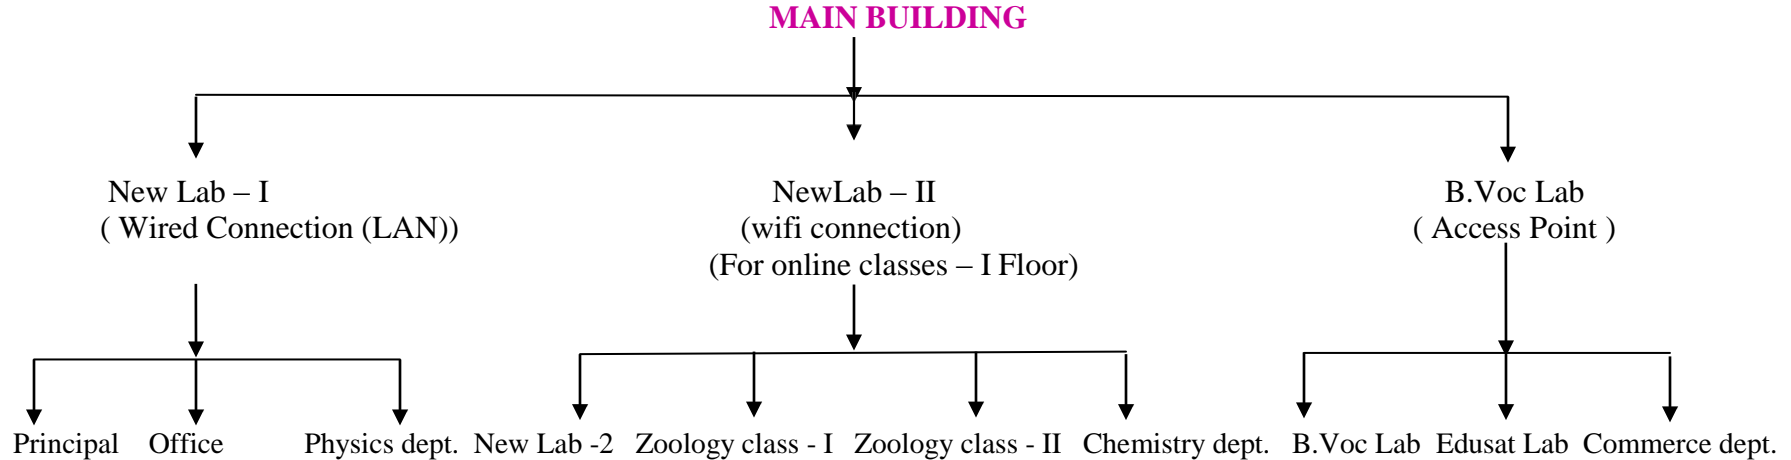 MAIN BUILDING
New Lab – I
( Wired Connection (LAN))
NewLab – II
(wifi connection)
(For online classes – I Floor)
B.Voc Lab
( Access Point )
Principal Office Physics dept. New Lab -2 Zoology class - I Zoology class - II Chemistry dept. B.Voc Lab Edusat Lab Commerce dept.